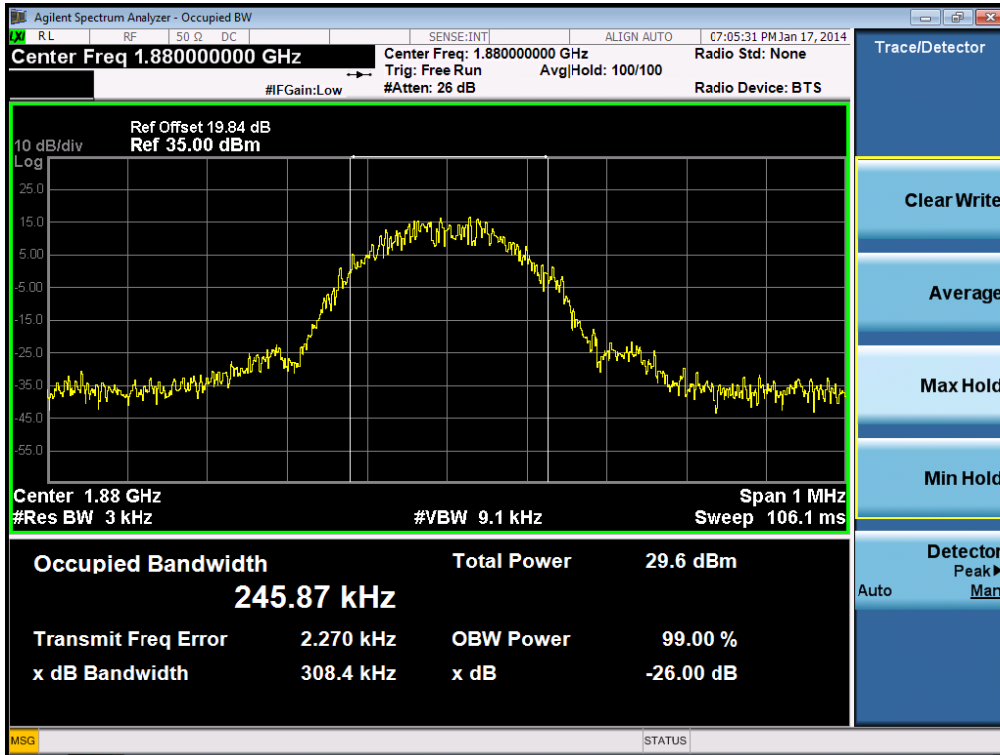 Agilent Spectrum Analyzer - Occupied BW
LXI RL RF 50 Ω DC SENSE:INT ALIGN AUTO 07:05:31 PM Jan 17, 2014
Center Freq 1.880000000 GHz
Center Freq: 1.880000000 GHz
Radio Std: None
Trig: Free Run Avg|Hold: 100/100
#IFGain:Low
#Atten: 26 dB
Radio Device: BTS
Trace/Detector
Ref Offset 19.84 dB
10 dB/div Ref 35.00 dBm
Log
25.0
15.0
5.00
-5.00
-15.0
-25.0
-35.0
-45.0
-55.0
Center 1.88 GHz Span 1 MHz
#Res BW 3 kHz #VBW 9.1 kHz Sweep 106.1 ms
Occupied Bandwidth
245.87 kHz
Total Power 29.6 dBm
Transmit Freq Error 2.270 kHz OBW Power 99.00 %
x dB Bandwidth 308.4 kHz x dB -26.00 dB
Clear Write
Average
Max Hold
Min Hold
Detector
Peak▶
Auto Man
MSG STATUS